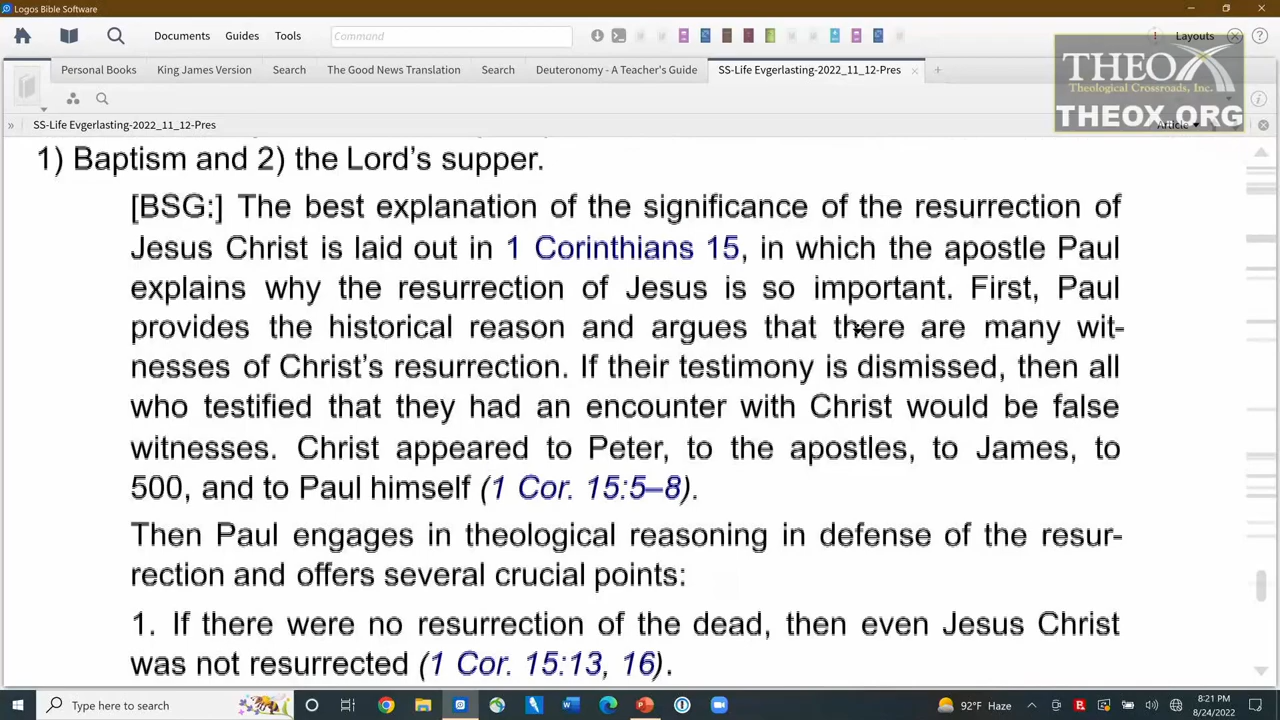 Logos Bible Software
Documents Guides Tools Command Layouts
Personal Books King James Version Search The Good News Translation Search Deuteronomy - A Teacher's Guide SS-Life Evgerlasting-2022_11_12-Pres
THEOX
Theological Crossroads, Inc.
THEOX.ORG
SS-Life Evgerlasting-2022_11_12-Pres Article
1) Baptism and 2) the Lord’s supper.
[BSG:] The best explanation of the significance of the resurrection of
Jesus Christ is laid out in 1 Corinthians 15, in which the apostle Paul
explains why the resurrection of Jesus is so important. First, Paul
provides the historical reason and argues that there are many wit-
nesses of Christ’s resurrection. If their testimony is dismissed, then all
who testified that they had an encounter with Christ would be false
witnesses. Christ appeared to Peter, to the apostles, to James, to
500, and to Paul himself (1 Cor. 15:5–8).
Then Paul engages in theological reasoning in defense of the resur-
rection and offers several crucial points:
1. If there were no resurrection of the dead, then even Jesus Christ
was not resurrected (1 Cor. 15:13, 16).
Type here to search
92°F Haze
8:21 PM
8/24/2022